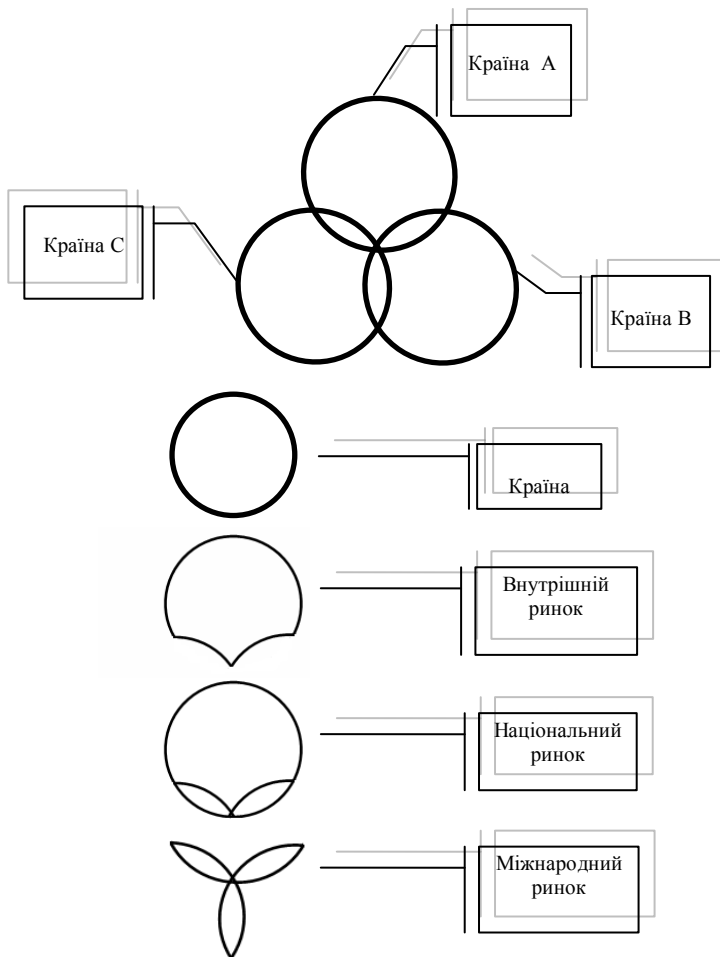 Країна А
Країна С
Країна В
Країна
Внутрішній
ринок
Національний
ринок
Міжнародний
ринок